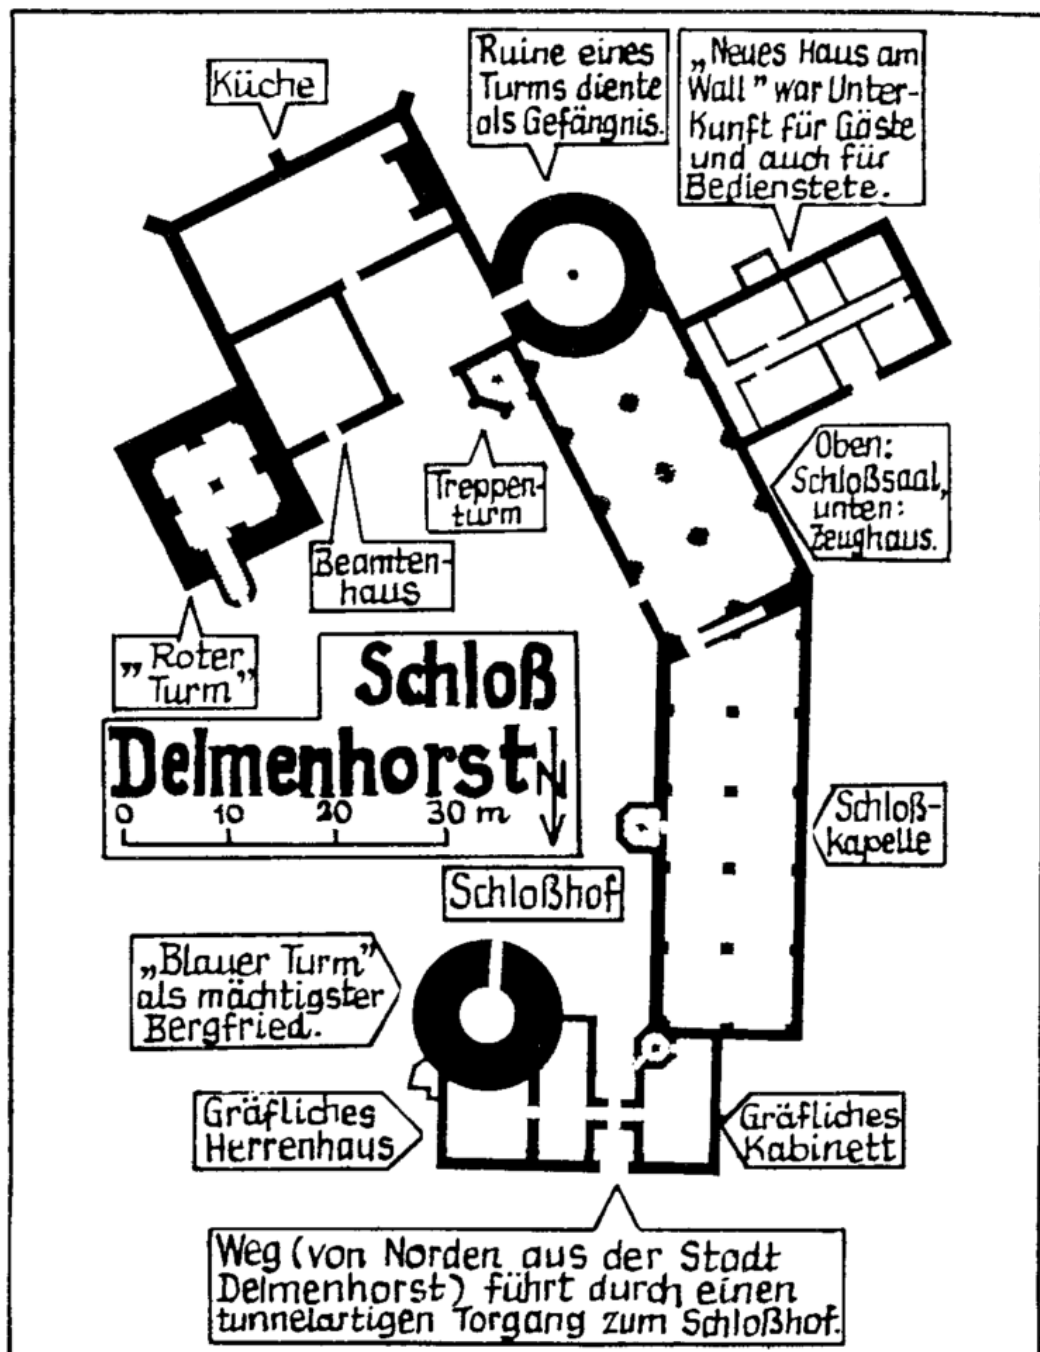 Küche
Ruine eines
Turms diente
als Gefängnis.
„Neues Haus am
Wall” war Unter-
kunft für Gäste
und auch für
Bedienstete.
Oben:
Schloßsaal,
unten:
Zeughaus.
Treppen-
turm
Beamten-
haus
„Roter
Turm”
Schloß
Delmenhorst
N
0 10 20 30 m
Schloß-
kapelle
Schloßhof
„Blauer Turm”
als mächtigster
Bergfried.
Gräfliches
Herrenhaus
Gräfliches
Kabinett
Weg (von Norden aus der Stadt
Delmenhorst) führt durch einen
tunnelartigen Torgang zum Schloßhof.